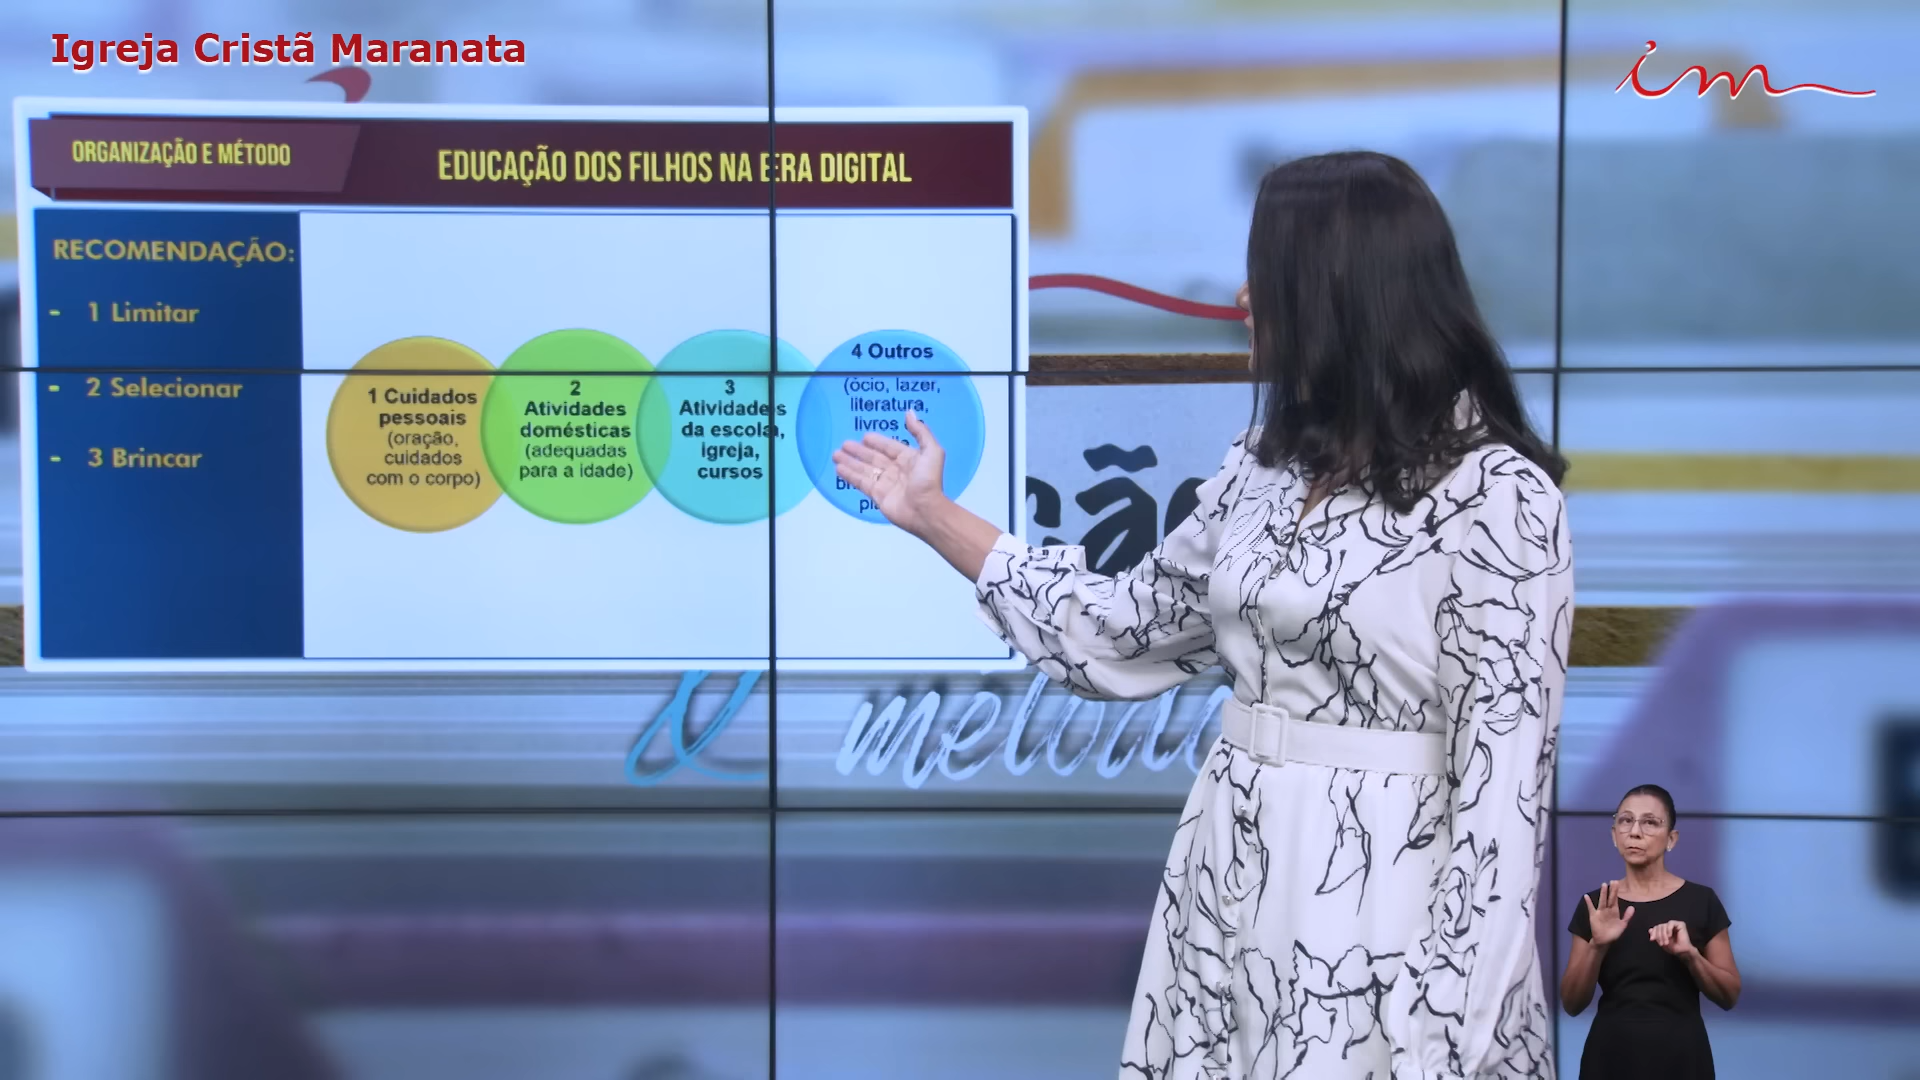 Igreja Cristã Maranata
im
ORGANIZAÇÃO E MÉTODO
EDUCAÇÃO DOS FILHOS NA ERA DIGITAL
RECOMENDAÇÃO:
- 1 Limitar
- 2 Selecionar
- 3 Brincar
1 Cuidados
pessoais
(oração,
cuidados
com o corpo)
2
Atividades
domésticas
(adequadas
para a idade)
3
Atividades
da escola,
igreja,
cursos
4 Outros
(ócio, lazer,
literatura,
livros
& método